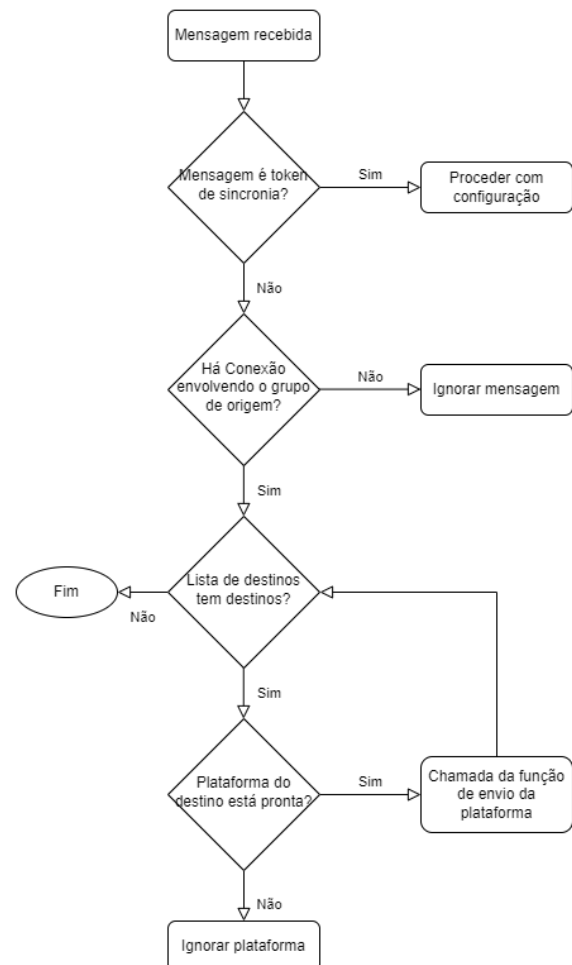 Mensagem recebida
Mensagem é token
de sincronia?
Sim
Proceder com
configuração
Não
Há Conexão
envolvendo o grupo
de origem?
Não
Ignorar mensagem
Sim
Lista de destinos
tem destinos?
Fim
Não
Sim
Plataforma do
destino está pronta?
Sim
Chamada da função
de envio da
plataforma
Não
Ignorar plataforma